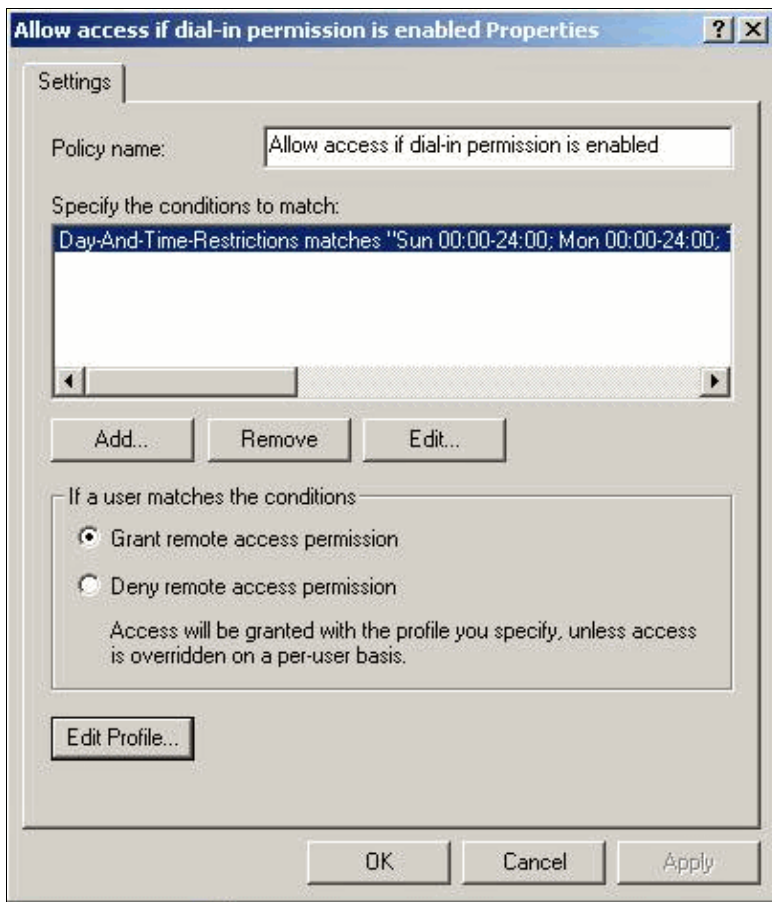 Allow access if dial-in permission is enabled Properties
Settings
Policy name:
Allow access if dial-in permission is enabled
Specify the conditions to match:
Day-And-Time-Restrictions matches "Sun 00:00-24:00; Mon 00:00-24:00;
Add...
Remove
Edit...
If a user matches the conditions
Grant remote access permission
Deny remote access permission
Access will be granted with the profile you specify, unless access
is overridden on a per-user basis.
Edit Profile...
OK
Cancel
Apply